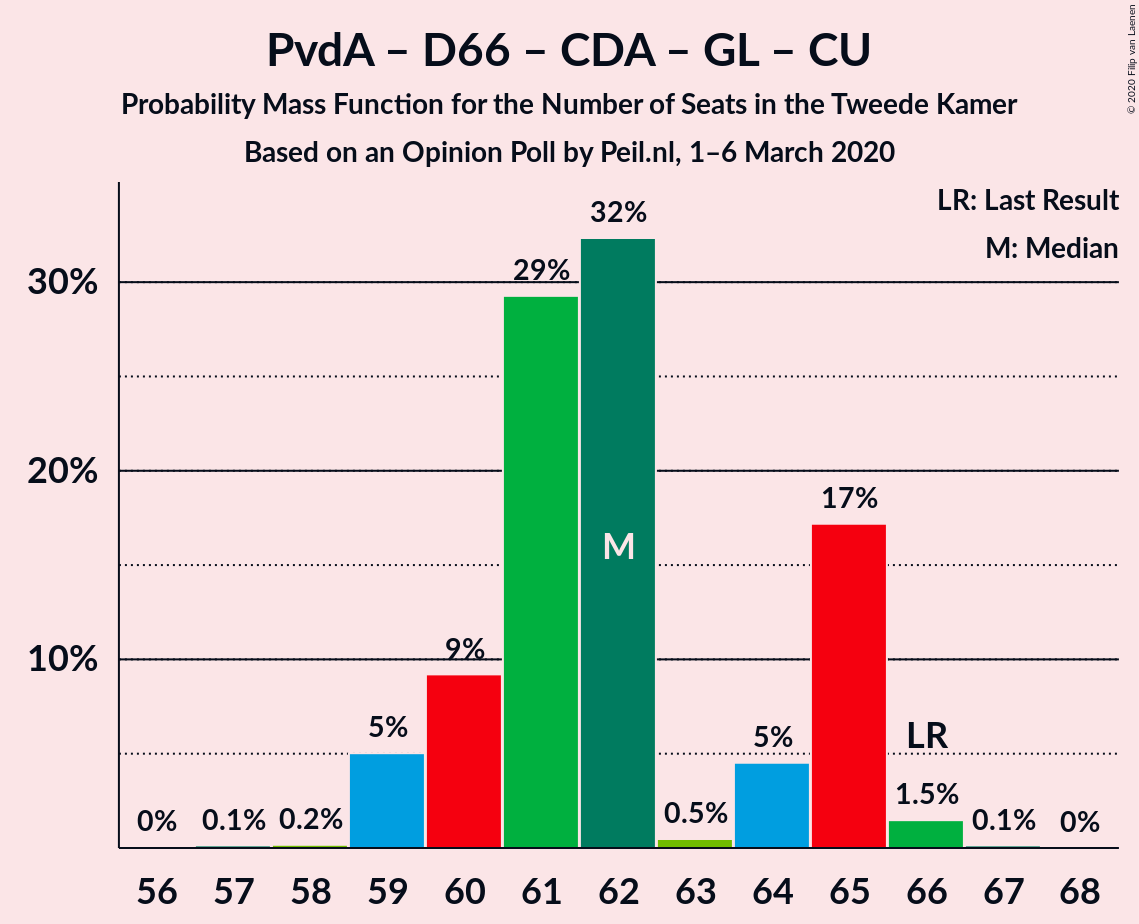 PvdA – D66 – CDA – GL – CU
Probability Mass Function for the Number of Seats in the Tweede Kamer
Based on an Opinion Poll by Peil.nl, 1–6 March 2020
© 2020 Filip van Laenen
LR: Last Result
M: Median
30%
20%
10%
0%
0.1%
0.2%
5%
9%
29%
32%
M
0.5%
5%
17%
LR
1.5%
0.1%
0%
56 57 58 59 60 61 62 63 64 65 66 67 68